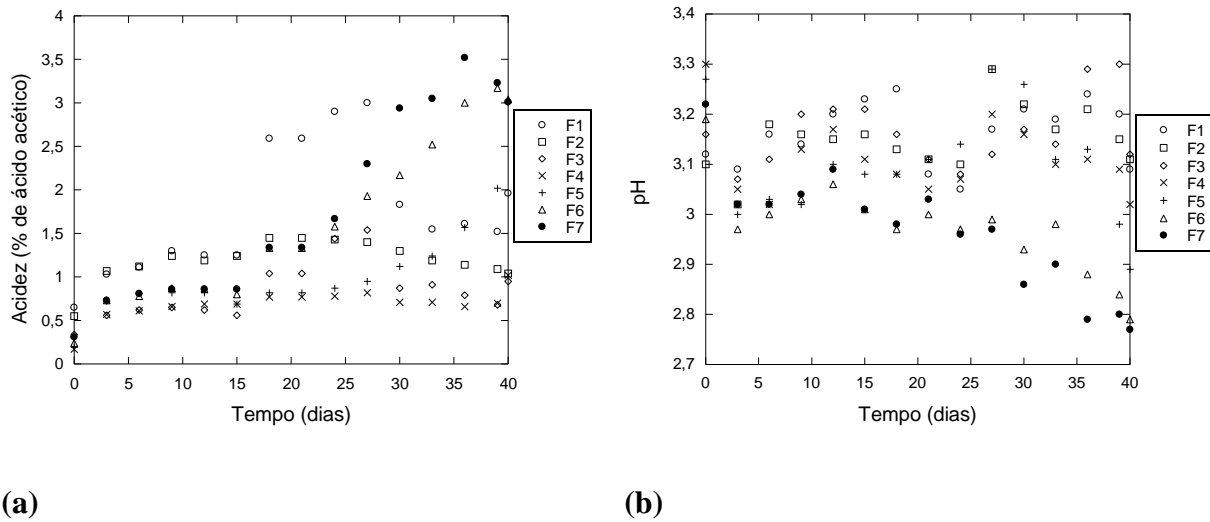 4
3,5
3
2,5
2
1,5
1
0,5
0
Acidez (% de ácido acético)
0 5 10 15 20 25 30 35 40
Tempo (dias)
F1
F2
F3
F4
F5
F6
F7
(a)
3,4
3,3
3,2
3,1
3
2,9
2,8
2,7
pH
0 5 10 15 20 25 30 35 40
Tempo (dias)
F1
F2
F3
F4
F5
F6
F7
(b)